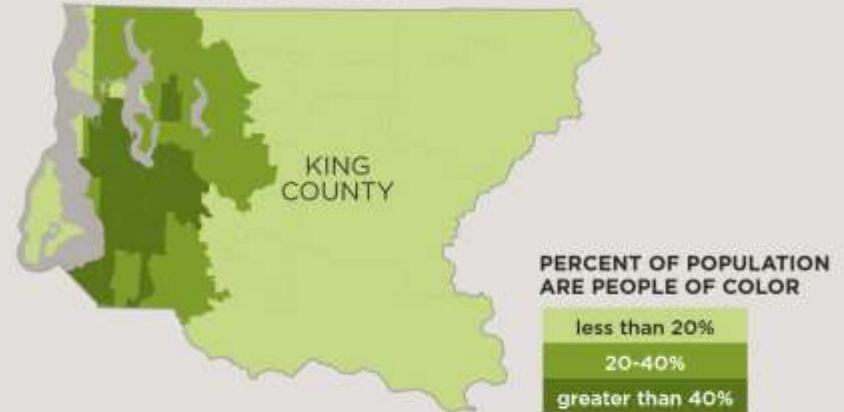 KING
COUNTY
PERCENT OF POPULATION
ARE PEOPLE OF COLOR
less than 20%
20-40%
greater than 40%